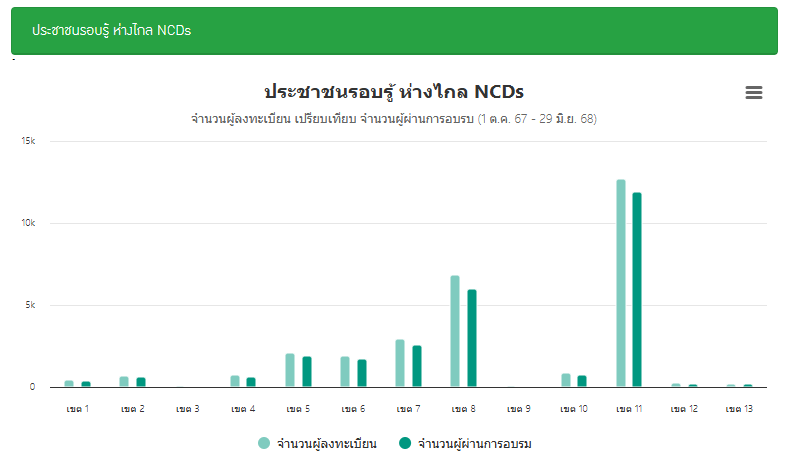 ประชาชนรอบรู้ ห่างไกล NCDs
-
ประชาชนรอบรู้ ห่างไกล NCDs
จำนวนผู้ลงทะเบียน เปรียบเทียบ จำนวนผู้ผ่านการอบรบ (1 ต.ค. 67 - 29 มิ.ย. 68)
15k
10k
5k
0
เขต 1 เขต 2 เขต 3 เขต 4 เขต 5 เขต 6 เขต 7 เขต 8 เขต 9 เขต 10 เขต 11 เขต 12 เขต 13
จำนวนผู้ลงทะเบียน จำนวนผู้ผ่านการอบรม